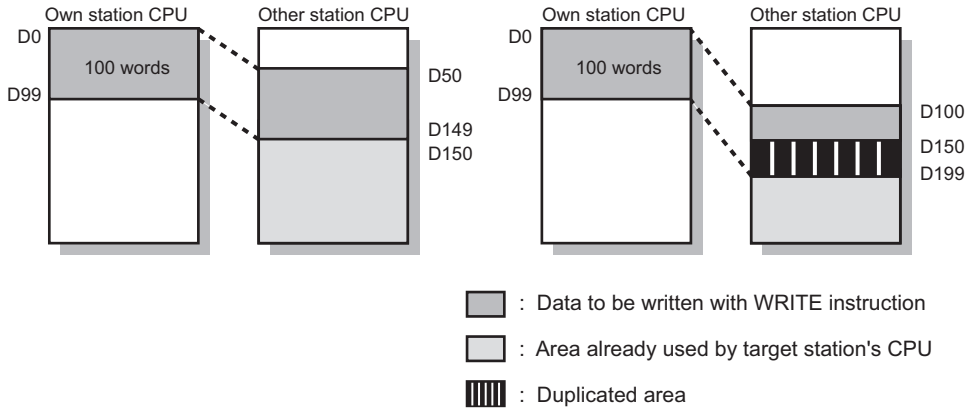 Own station CPU
Other station CPU
D0
100 words
D99
D50
D149
D150
Own station CPU
Other station CPU
D0
100 words
D99
D100
D150
D199
: Data to be written with WRITE instruction
: Area already used by target station's CPU
: Duplicated area